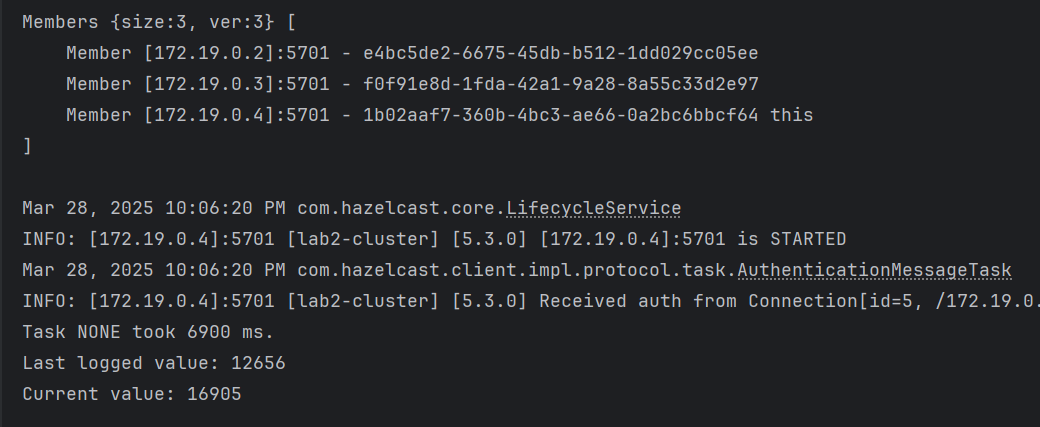 Members {size:3, ver:3} [
    Member [172.19.0.2]:5701 - e4bc5de2-6675-45db-b512-1dd029cc05ee
    Member [172.19.0.3]:5701 - f0f91e8d-1fda-42a1-9a28-8a55c33d2e97
    Member [172.19.0.4]:5701 - 1b02aaf7-360b-4bc3-ae66-0a2bc6bbcf64 this
]
Mar 28, 2025 10:06:20 PM com.hazelcast.core.LifecycleService
INFO: [172.19.0.4]:5701 [lab2-cluster] [5.3.0] [172.19.0.4]:5701 is STARTED
Mar 28, 2025 10:06:20 PM com.hazelcast.client.impl.protocol.task.AuthenticationMessageTask
INFO: [172.19.0.4]:5701 [lab2-cluster] [5.3.0] Received auth from Connection[id=5, /172.19.0.
Task NONE took 6900 ms.
Last logged value: 12656
Current value: 16905